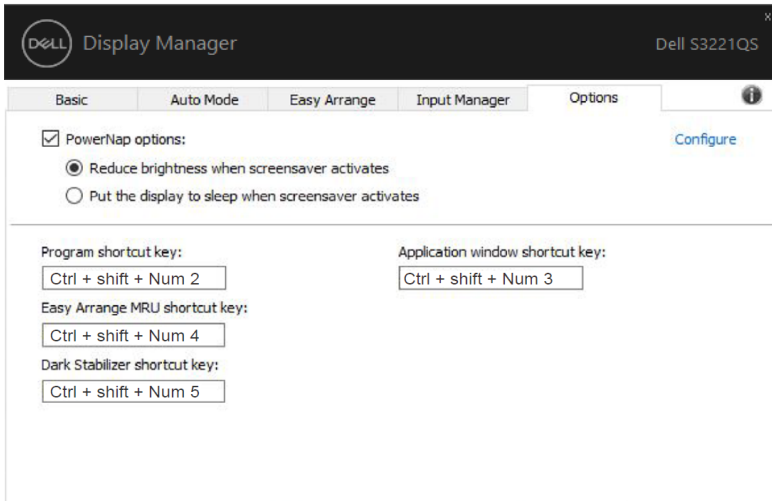 DELL Display Manager
Dell S3221QS
x
Basic Auto Mode Easy Arrange Input Manager Options i
PowerNap options: Configure
Reduce brightness when screensaver activates
Put the display to sleep when screensaver activates
Program shortcut key: Application window shortcut key:
Ctrl + shift + Num 2 Ctrl + shift + Num 3
Easy Arrange MRU shortcut key:
Ctrl + shift + Num 4
Dark Stabilizer shortcut key:
Ctrl + shift + Num 5